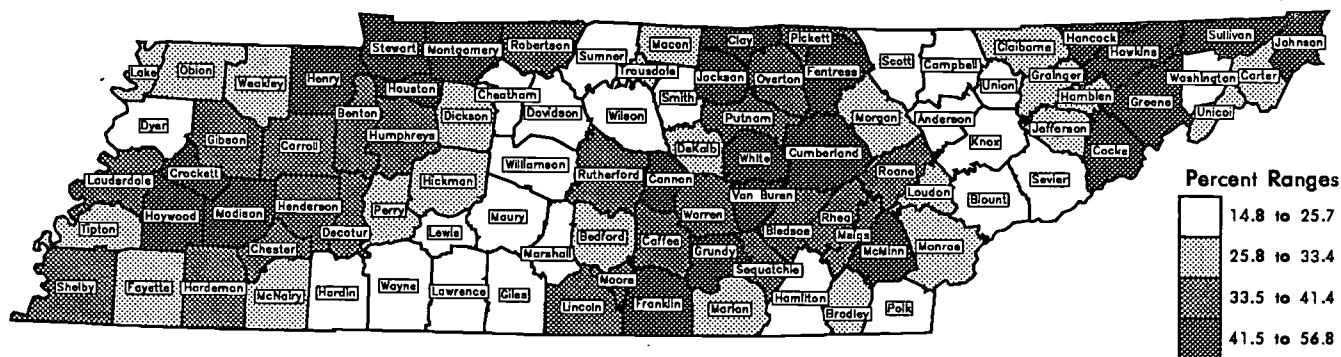 Stewart Montgomery Robertson Sumner Macon Clay Pickett Scott Campbell Claiborne Hancock Hawkins Sullivan Johnson
Lake Obion Weakley Henry Houston Cheatham Trousdale Jackson Overton Fentress Union Grainger Washington Carter
Benton Dickson Davidson Wilson Smith Putnam Morgan Anderson Hamblen Greene Unicoi
Dyer Gibson Carroll Humphreys Williamson DeKalb White Cumberland Knox Jefferson Cocke
Lauderdale Crockett Hickman Rutherford Cannon Van Buren Roane Loudon Blount Sevier
Haywood Madison Henderson Perry Maury Warren Rhea
Tipton Chester Decatur Lewis Marshall Bedford Coffee Grundy Bledsoe Meigs McMinn Monroe
Shelby Fayette Hardeman McNairy Hardin Wayne Lawrence Giles Moore Sequatchie Hamilton
Lincoln Franklin Marion Bradley Polk
Percent Ranges
14.8 to 25.7
25.8 to 33.4
33.5 to 41.4
41.5 to 56.8